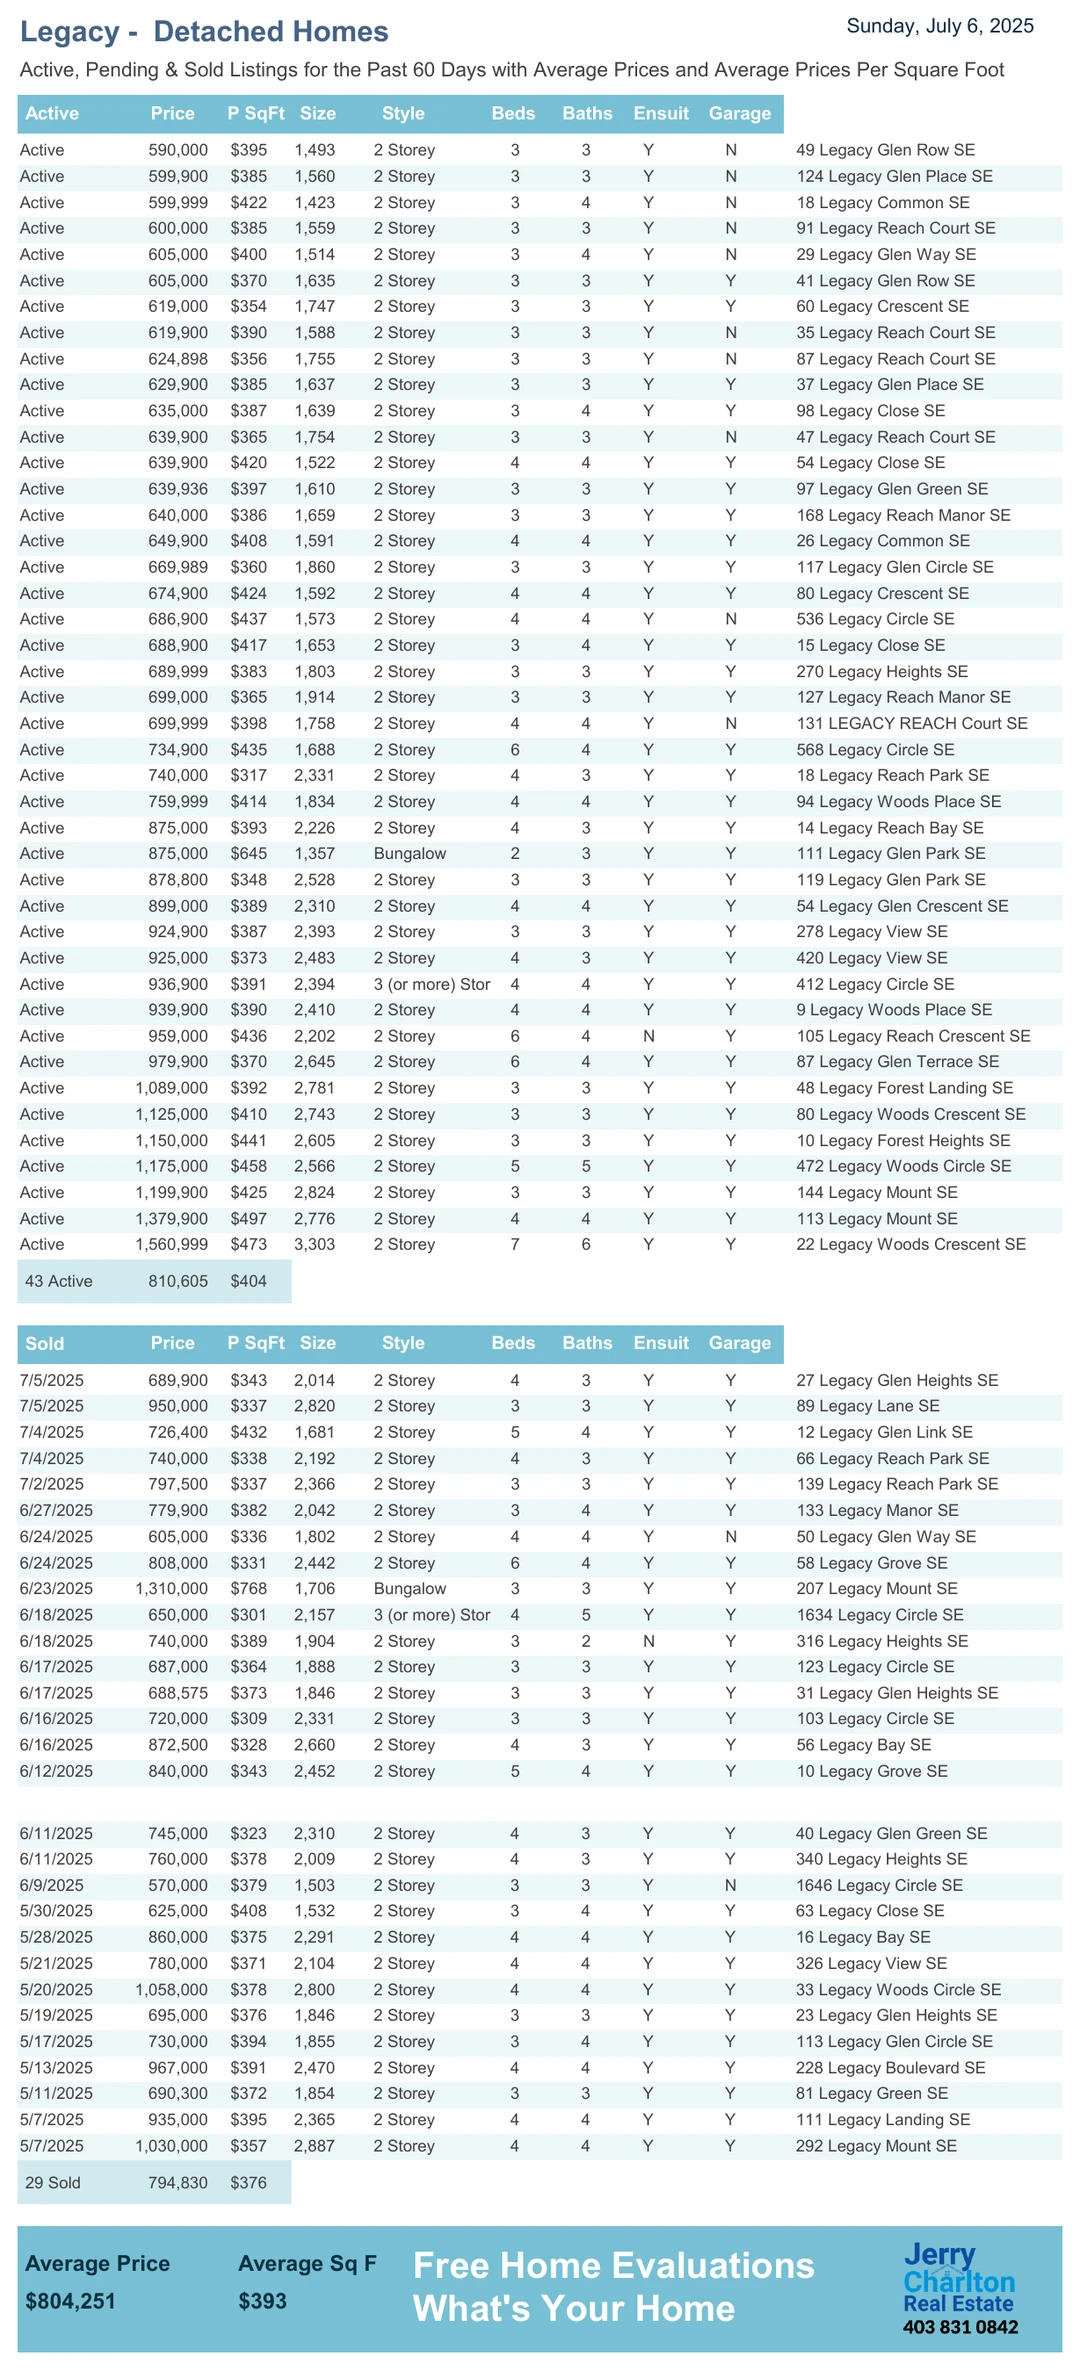 Legacy - Detached Homes
Sunday, July 6, 2025
Active, Pending & Sold Listings for the Past 60 Days with Average Prices and Average Prices Per Square Foot
Active Price P SqFt Size Style Beds Baths Ensuit Garage
Active 590,000 $395 1,493 2 Storey 3 3 Y N 49 Legacy Glen Row SE
Active 599,900 $385 1,560 2 Storey 3 3 Y N 124 Legacy Glen Place SE
Active 599,999 $422 1,423 2 Storey 3 4 Y N 18 Legacy Common SE
Active 600,000 $385 1,559 2 Storey 3 3 Y N 91 Legacy Reach Court SE
Active 605,000 $400 1,514 2 Storey 3 4 Y N 29 Legacy Glen Way SE
Active 605,000 $370 1,635 2 Storey 3 3 Y Y 41 Legacy Glen Row SE
Active 619,000 $354 1,747 2 Storey 3 3 Y Y 60 Legacy Crescent SE
Active 619,900 $390 1,588 2 Storey 3 3 Y N 35 Legacy Reach Court SE
Active 624,898 $356 1,755 2 Storey 3 3 Y N 87 Legacy Reach Court SE
Active 629,900 $385 1,637 2 Storey 3 3 Y Y 37 Legacy Glen Place SE
Active 635,000 $387 1,639 2 Storey 3 4 Y Y 98 Legacy Close SE
Active 639,900 $365 1,754 2 Storey 3 3 Y N 47 Legacy Reach Court SE
Active 639,900 $420 1,522 2 Storey 4 4 Y Y 54 Legacy Close SE
Active 639,936 $397 1,610 2 Storey 3 3 Y Y 97 Legacy Glen Green SE
Active 640,000 $386 1,659 2 Storey 3 3 Y Y 168 Legacy Reach Manor SE
Active 649,900 $408 1,591 2 Storey 4 4 Y Y 26 Legacy Common SE
Active 669,989 $360 1,860 2 Storey 3 3 Y Y 117 Legacy Glen Circle SE
Active 674,900 $424 1,592 2 Storey 4 4 Y Y 80 Legacy Crescent SE
Active 686,900 $437 1,573 2 Storey 4 4 Y N 536 Legacy Circle SE
Active 688,900 $417 1,653 2 Storey 3 4 Y Y 15 Legacy Close SE
Active 689,999 $383 1,803 2 Storey 3 3 Y Y 270 Legacy Heights SE
Active 699,000 $365 1,914 2 Storey 3 3 Y Y 127 Legacy Reach Manor SE
Active 699,999 $398 1,758 2 Storey 4 4 Y N 131 LEGACY REACH Court SE
Active 734,900 $435 1,688 2 Storey 6 4 Y Y 568 Legacy Circle SE
Active 740,000 $317 2,331 2 Storey 4 3 Y Y 18 Legacy Reach Park SE
Active 759,999 $414 1,834 2 Storey 4 4 Y Y 94 Legacy Woods Place SE
Active 875,000 $393 2,226 2 Storey 4 3 Y Y 14 Legacy Reach Bay SE
Active 875,000 $645 1,357 Bungalow 2 3 Y Y 111 Legacy Glen Park SE
Active 878,800 $348 2,528 2 Storey 3 3 Y Y 119 Legacy Glen Park SE
Active 899,000 $389 2,310 2 Storey 4 4 Y Y 54 Legacy Glen Crescent SE
Active 924,900 $387 2,393 2 Storey 3 3 Y Y 278 Legacy View SE
Active 925,000 $373 2,483 2 Storey 4 3 Y Y 420 Legacy View SE
Active 936,900 $391 2,394 3 (or more) Stor 4 4 Y Y 412 Legacy Circle SE
Active 939,900 $390 2,410 2 Storey 4 4 Y Y 9 Legacy Woods Place SE
Active 959,000 $436 2,202 2 Storey 6 4 N Y 105 Legacy Reach Crescent SE
Active 979,900 $370 2,645 2 Storey 6 4 Y Y 87 Legacy Glen Terrace SE
Active 1,089,000 $392 2,781 2 Storey 3 3 Y Y 48 Legacy Forest Landing SE
Active 1,125,000 $410 2,743 2 Storey 3 3 Y Y 80 Legacy Woods Crescent SE
Active 1,150,000 $441 2,605 2 Storey 3 3 Y Y 10 Legacy Forest Heights SE
Active 1,175,000 $458 2,566 2 Storey 5 5 Y Y 472 Legacy Woods Circle SE
Active 1,199,900 $425 2,824 2 Storey 3 3 Y Y 144 Legacy Mount SE
Active 1,379,900 $497 2,776 2 Storey 4 4 Y Y 113 Legacy Mount SE
Active 1,560,999 $473 3,303 2 Storey 7 6 Y Y 22 Legacy Woods Crescent SE
43 Active 810,605 $404
Sold Price P SqFt Size Style Beds Baths Ensuit Garage
7/5/2025 689,900 $343 2,014 2 Storey 4 3 Y Y 27 Legacy Glen Heights SE
7/5/2025 950,000 $337 2,820 2 Storey 3 3 Y Y 89 Legacy Lane SE
7/4/2025 726,400 $432 1,681 2 Storey 5 4 Y Y 12 Legacy Glen Link SE
7/4/2025 740,000 $338 2,192 2 Storey 4 3 Y Y 66 Legacy Reach Park SE
7/2/2025 797,500 $337 2,366 2 Storey 3 3 Y Y 139 Legacy Reach Park SE
6/27/2025 779,900 $382 2,042 2 Storey 3 4 Y Y 133 Legacy Manor SE
6/24/2025 605,000 $336 1,802 2 Storey 4 4 Y N 50 Legacy Glen Way SE
6/24/2025 808,000 $331 2,442 2 Storey 6 4 Y Y 58 Legacy Grove SE
6/23/2025 1,310,000 $768 1,706 Bungalow 3 3 Y Y 207 Legacy Mount SE
6/18/2025 650,000 $301 2,157 3 (or more) Stor 4 5 Y Y 1634 Legacy Circle SE
6/18/2025 740,000 $389 1,904 2 Storey 3 2 N Y 316 Legacy Heights SE
6/17/2025 687,000 $364 1,888 2 Storey 3 3 Y Y 123 Legacy Circle SE
6/17/2025 688,575 $373 1,846 2 Storey 3 3 Y Y 31 Legacy Glen Heights SE
6/16/2025 720,000 $309 2,331 2 Storey 3 3 Y Y 103 Legacy Circle SE
6/16/2025 872,500 $328 2,660 2 Storey 4 3 Y Y 56 Legacy Bay SE
6/12/2025 840,000 $343 2,452 2 Storey 5 4 Y Y 10 Legacy Grove SE
6/11/2025 745,000 $323 2,310 2 Storey 4 3 Y Y 40 Legacy Glen Green SE
6/11/2025 760,000 $378 2,009 2 Storey 4 3 Y Y 340 Legacy Heights SE
6/9/2025 570,000 $379 1,503 2 Storey 3 3 Y N 1646 Legacy Circle SE
5/30/2025 625,000 $408 1,532 2 Storey 3 4 Y Y 63 Legacy Close SE
5/28/2025 860,000 $375 2,291 2 Storey 4 4 Y Y 16 Legacy Bay SE
5/21/2025 780,000 $371 2,104 2 Storey 4 4 Y Y 326 Legacy View SE
5/20/2025 1,058,000 $378 2,800 2 Storey 4 4 Y Y 33 Legacy Woods Circle SE
5/19/2025 695,000 $376 1,846 2 Storey 3 3 Y Y 23 Legacy Glen Heights SE
5/17/2025 730,000 $394 1,855 2 Storey 3 4 Y Y 113 Legacy Glen Circle SE
5/13/2025 967,000 $391 2,470 2 Storey 4 4 Y Y 228 Legacy Boulevard SE
5/11/2025 690,300 $372 1,854 2 Storey 3 3 Y Y 81 Legacy Green SE
5/7/2025 935,000 $395 2,365 2 Storey 4 4 Y Y 111 Legacy Landing SE
5/7/2025 1,030,000 $357 2,887 2 Storey 4 4 Y Y 292 Legacy Mount SE
29 Sold 794,830 $376
Average Price Average Sq F
$804,251 $393
Free Home Evaluations
What's Your Home
Jerry
Charlton
Real Estate
403 831 0842